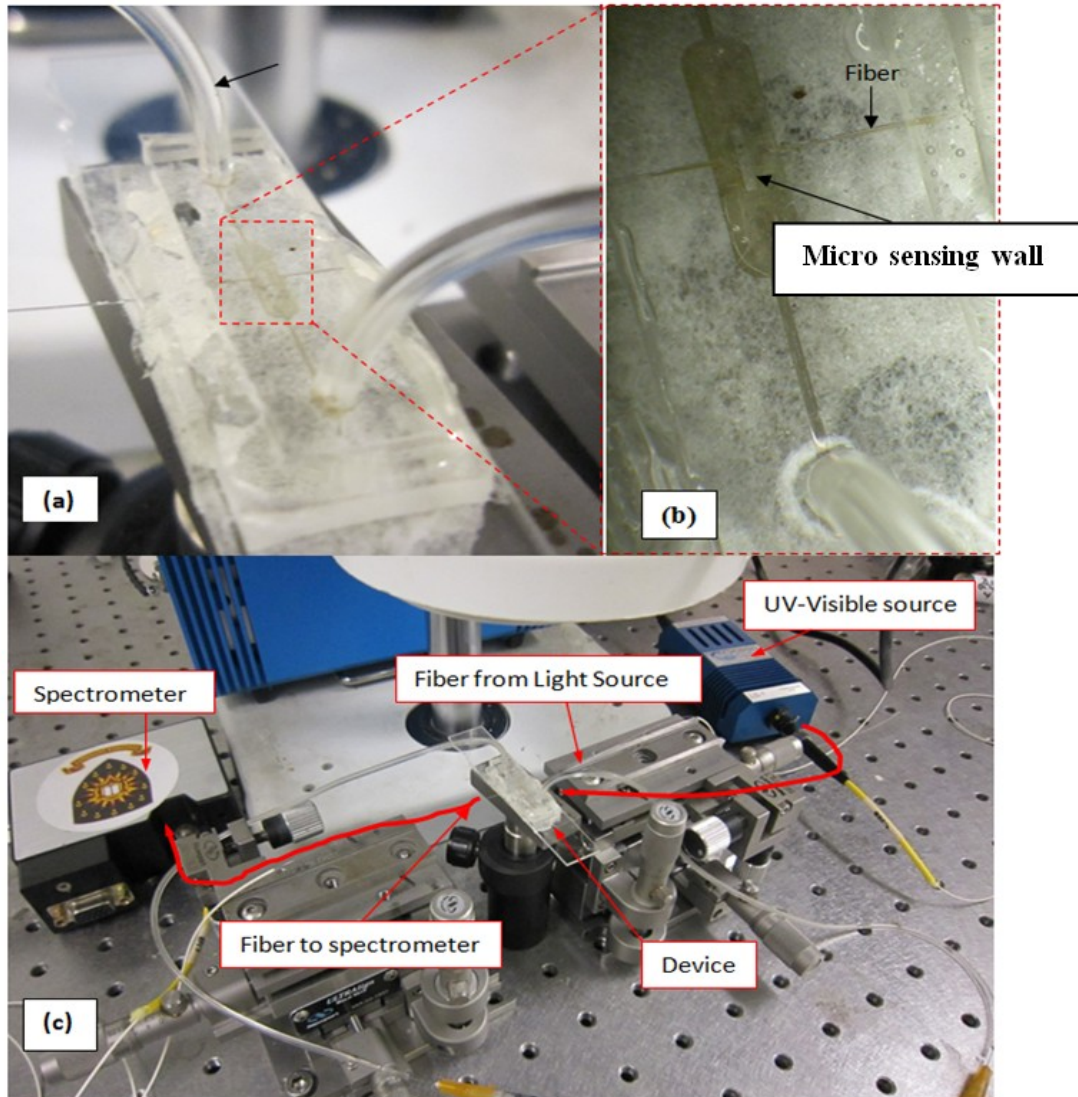 Fiber
Micro sensing wall
(a)
(b)
UV-Visible source
Fiber from Light Source
Spectrometer
Fiber to spectrometer
Device
(c)